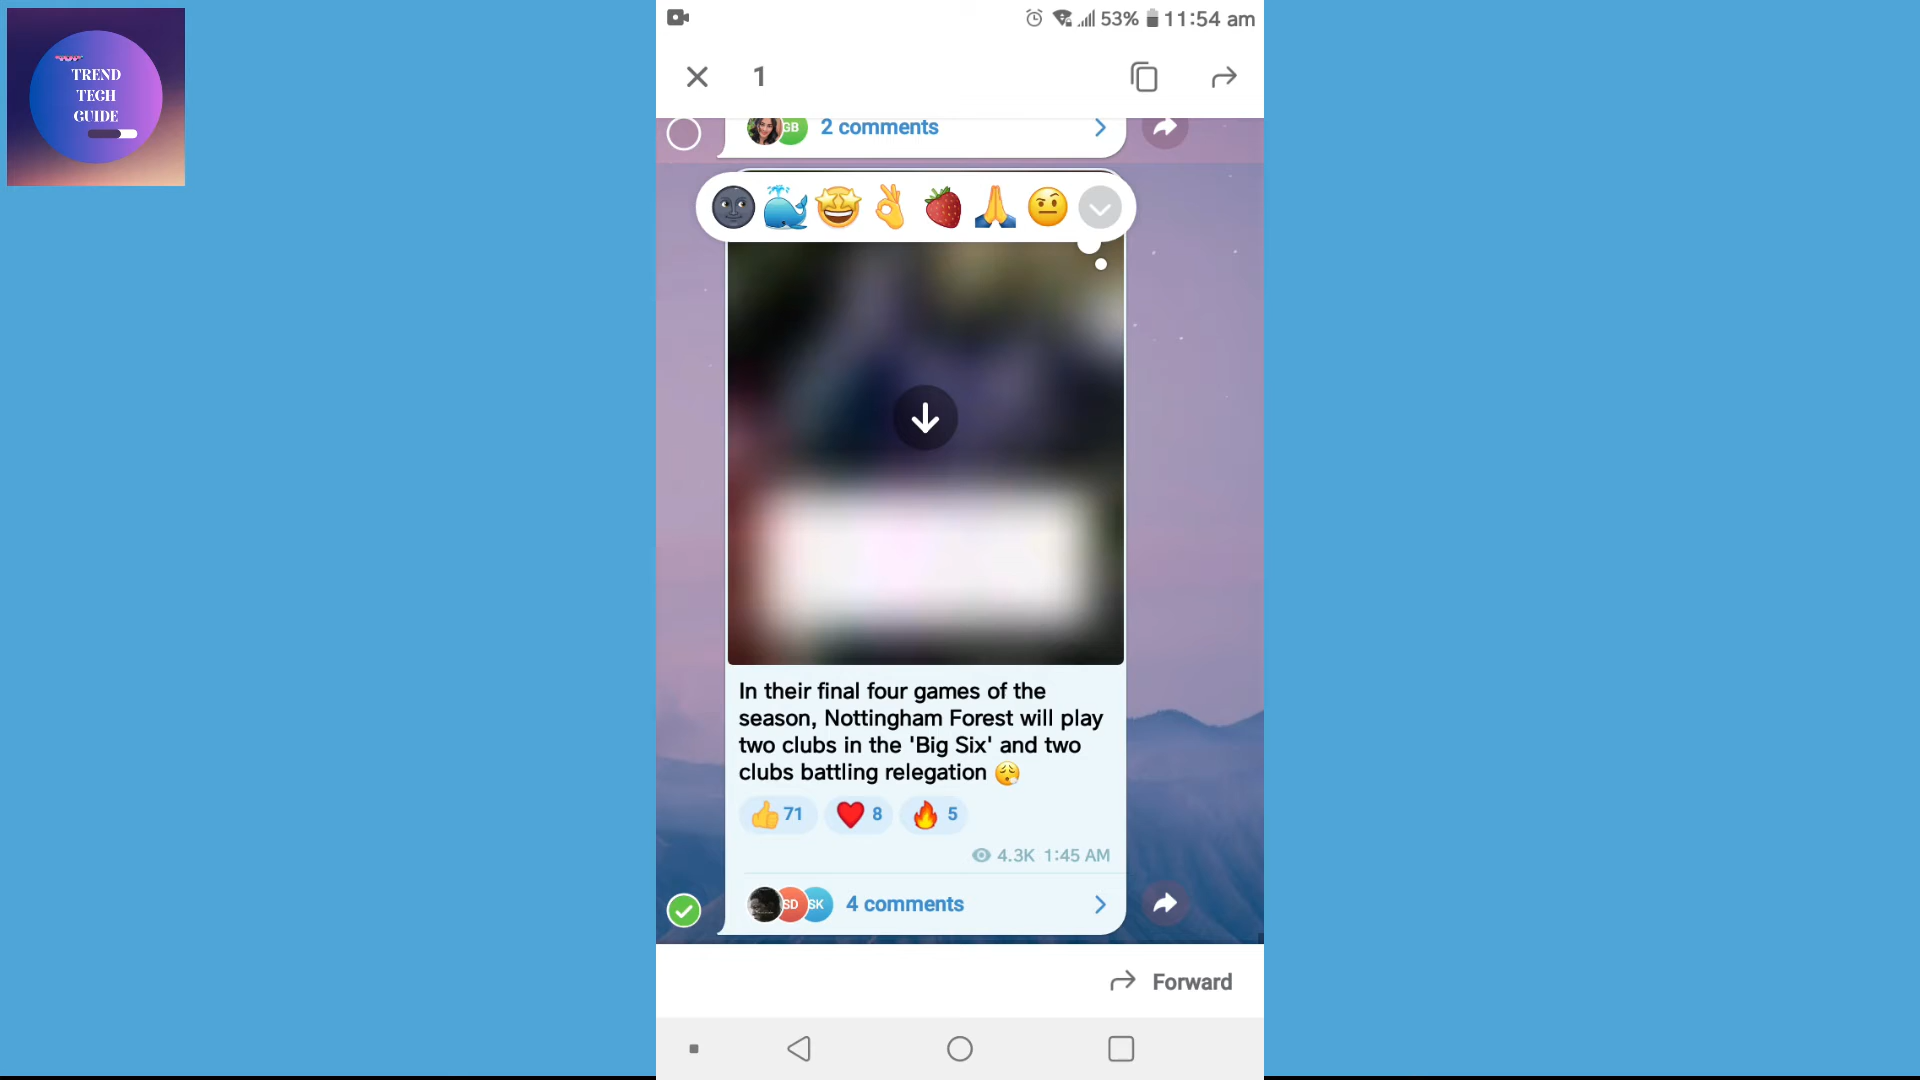 TREND
TECH
GUIDE
53% 11:54 am
1
GB 2 comments
In their final four games of the
season, Nottingham Forest will play
two clubs in the 'Big Six' and two
clubs battling relegation
71 8 5
4.3K 1:45 AM
SD SK 4 comments
Forward